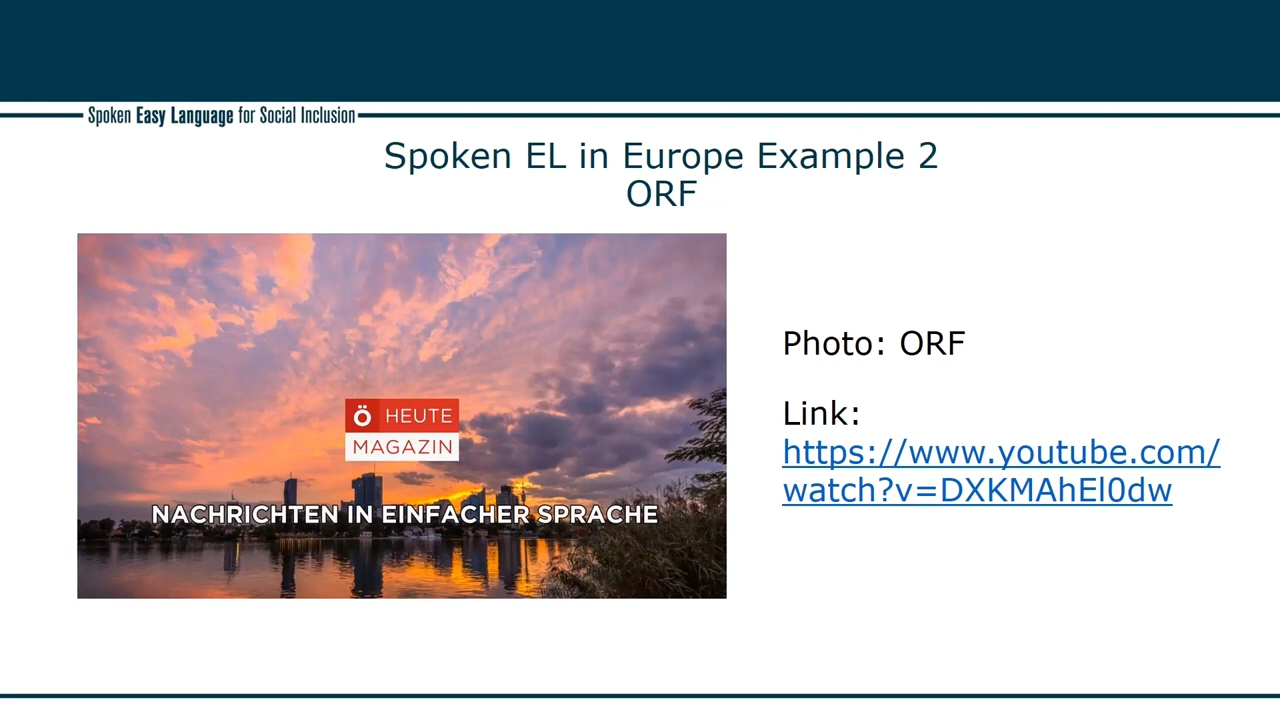 Spoken Easy Language for Social Inclusion
Spoken EL in Europe Example 2
ORF
Ö HEUTE
MAGAZIN
NACHRICHTEN IN EINFACHER SPRACHE
Photo: ORF
Link:
https://www.youtube.com/
watch?v=DXKMAhEl0dw